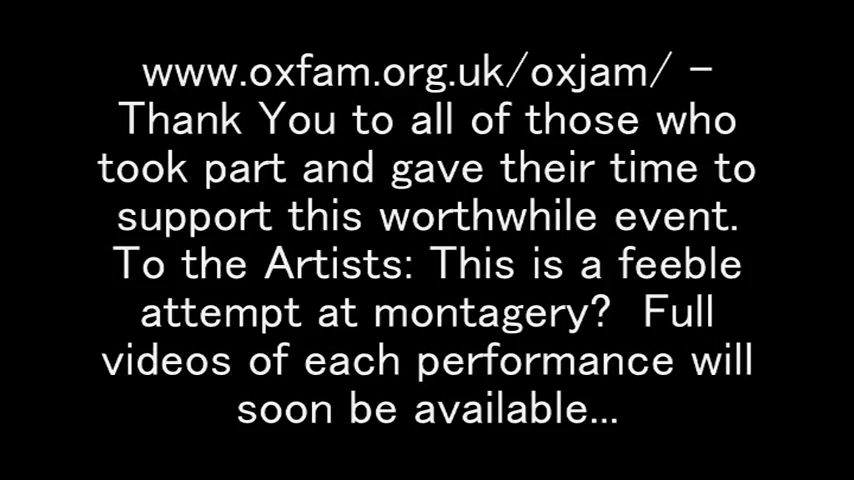 www.oxfam.org.uk/oxjam/ –
Thank You to all of those who
took part and gave their time to
support this worthwhile event.
To the Artists: This is a feeble
attempt at montagery?  Full
videos of each performance will
soon be available...